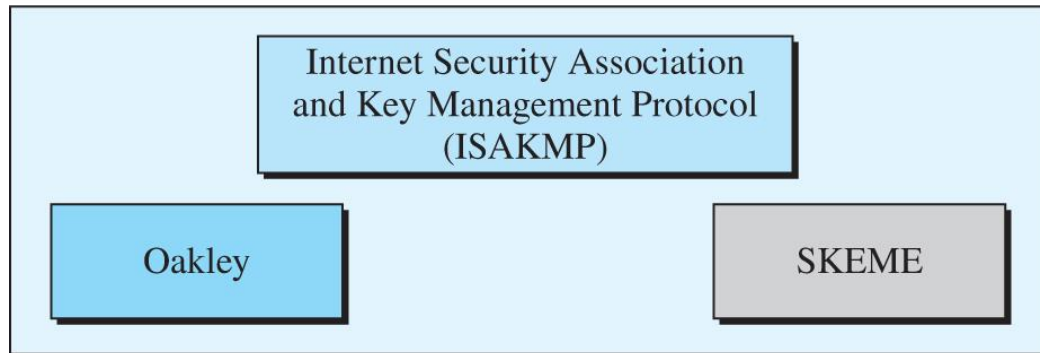 Internet Security Association
and Key Management Protocol
(ISAKMP)
Oakley
SKEME